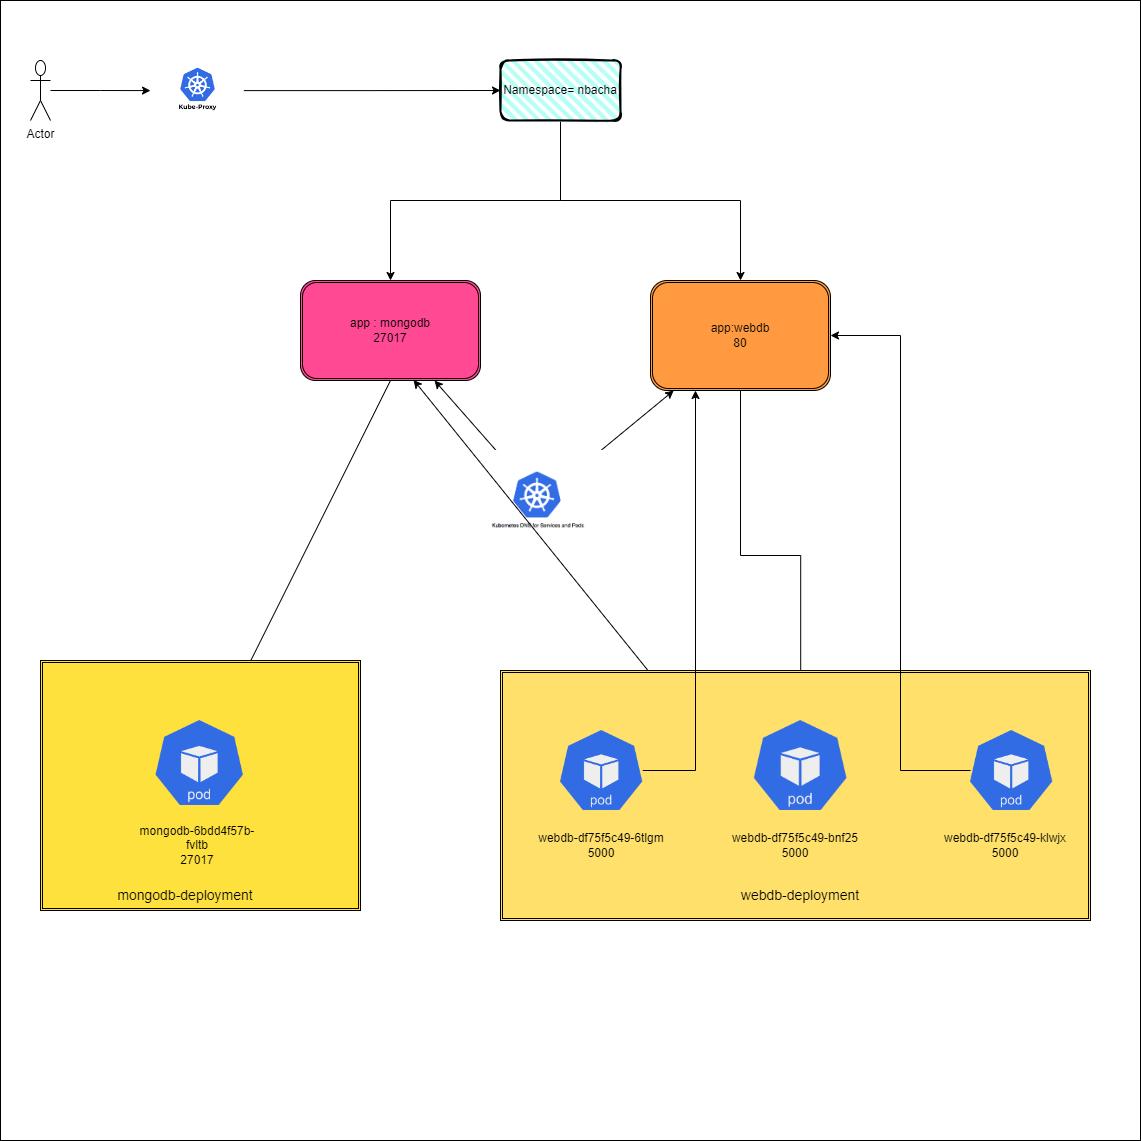 Actor
Kube-Proxy
Namespace= nbacha
app : mongodb
27017
app:webdb
80
Kubernetes DNS for Services and Pods
pod
mongodb-6bdd4f57b-
fvltb
27017
mongodb-deployment
pod
webdb-df75f5c49-6tlgm
5000
pod
webdb-df75f5c49-bnf25
5000
pod
webdb-df75f5c49-klwjx
5000
webdb-deployment